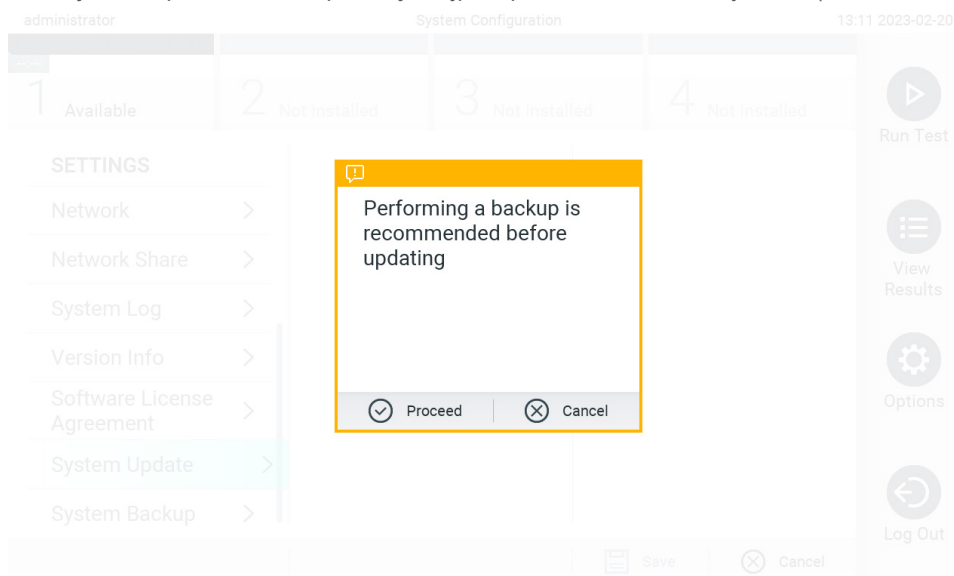 administrator System Configuration 13:11 2023-02-20
1 Available 2 Not installed 3 Not installed 4 Not installed
Run Test
SETTINGS
Network
Network Share
System Log
Version Info
Software License
Agreement
System Update
System Backup
Performing a backup is
recommended before
updating
Proceed Cancel
View
Results
Options
Log Out
Save Cancel